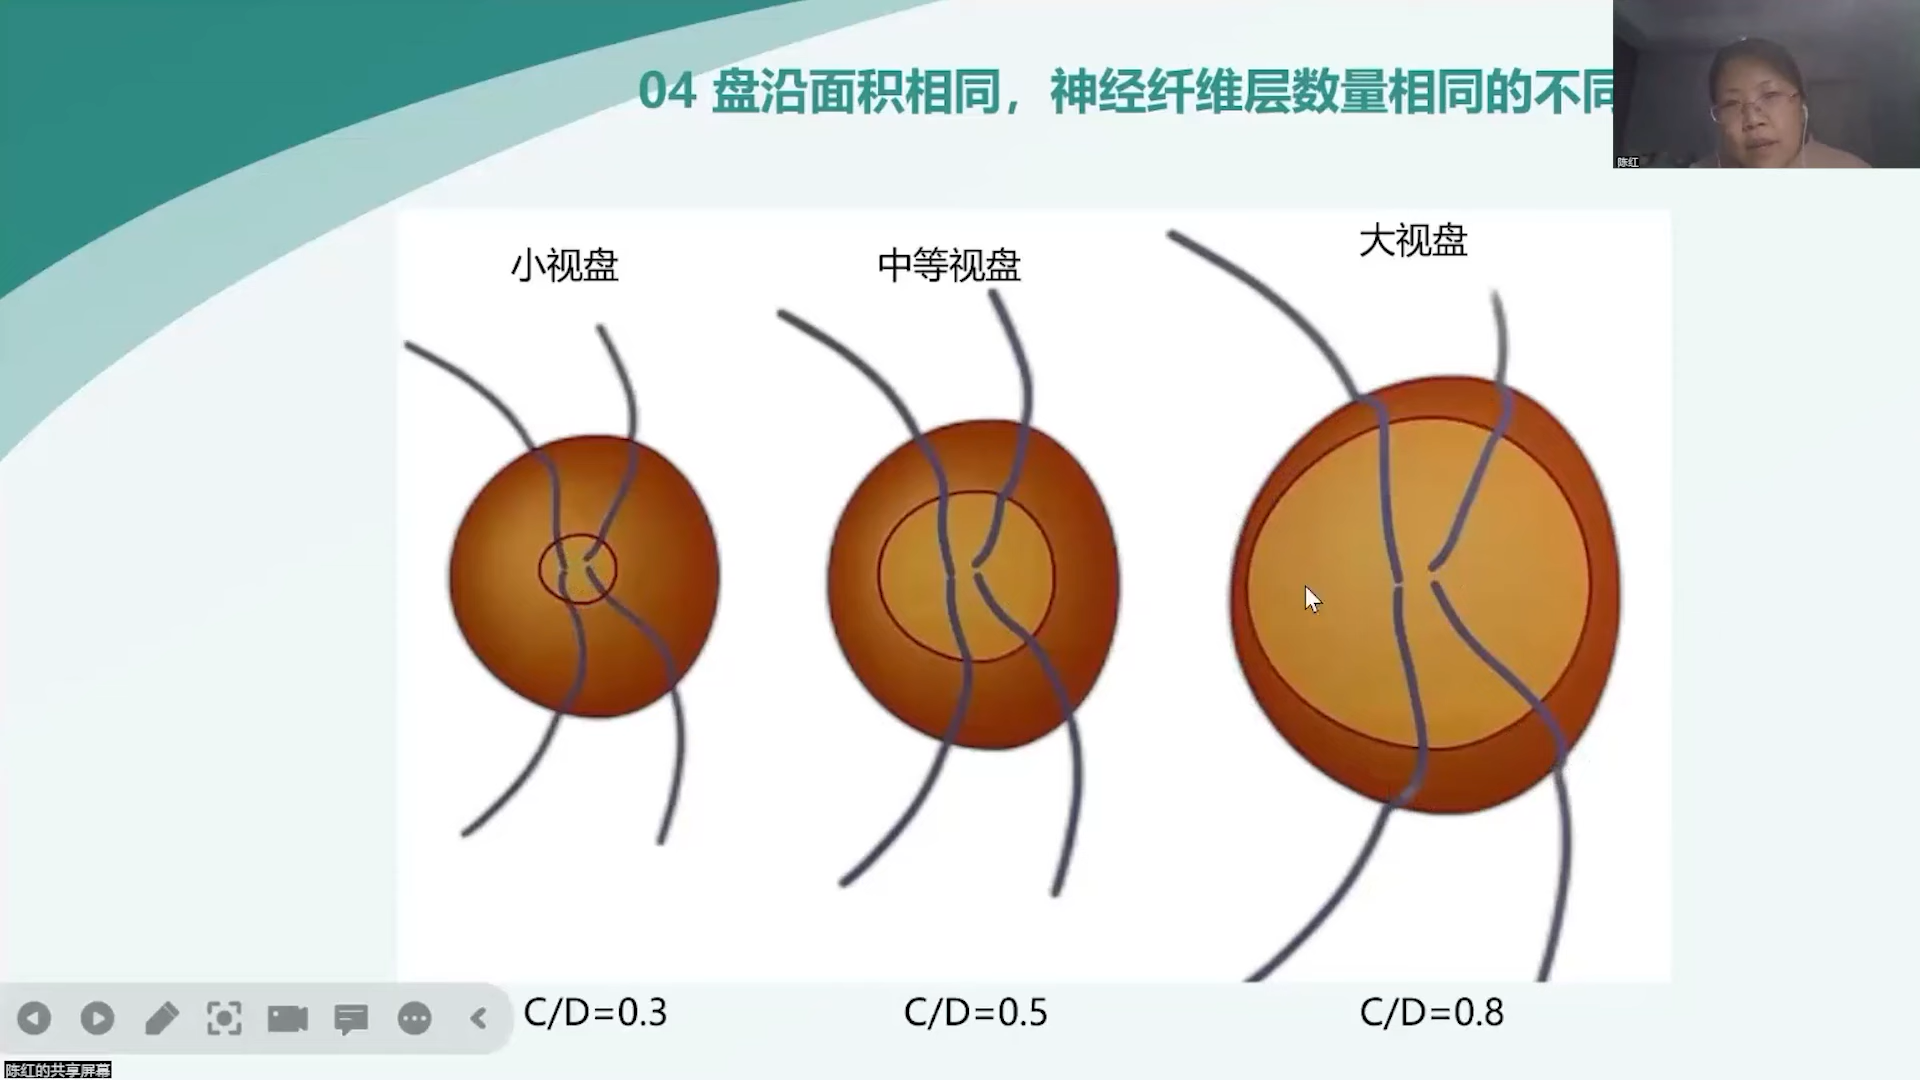 04 盘沿面积相同，神经纤维层数量相同的不同
陈红
小视盘
中等视盘
大视盘
C/D=0.3
C/D=0.5
C/D=0.8
陈红的共享屏幕